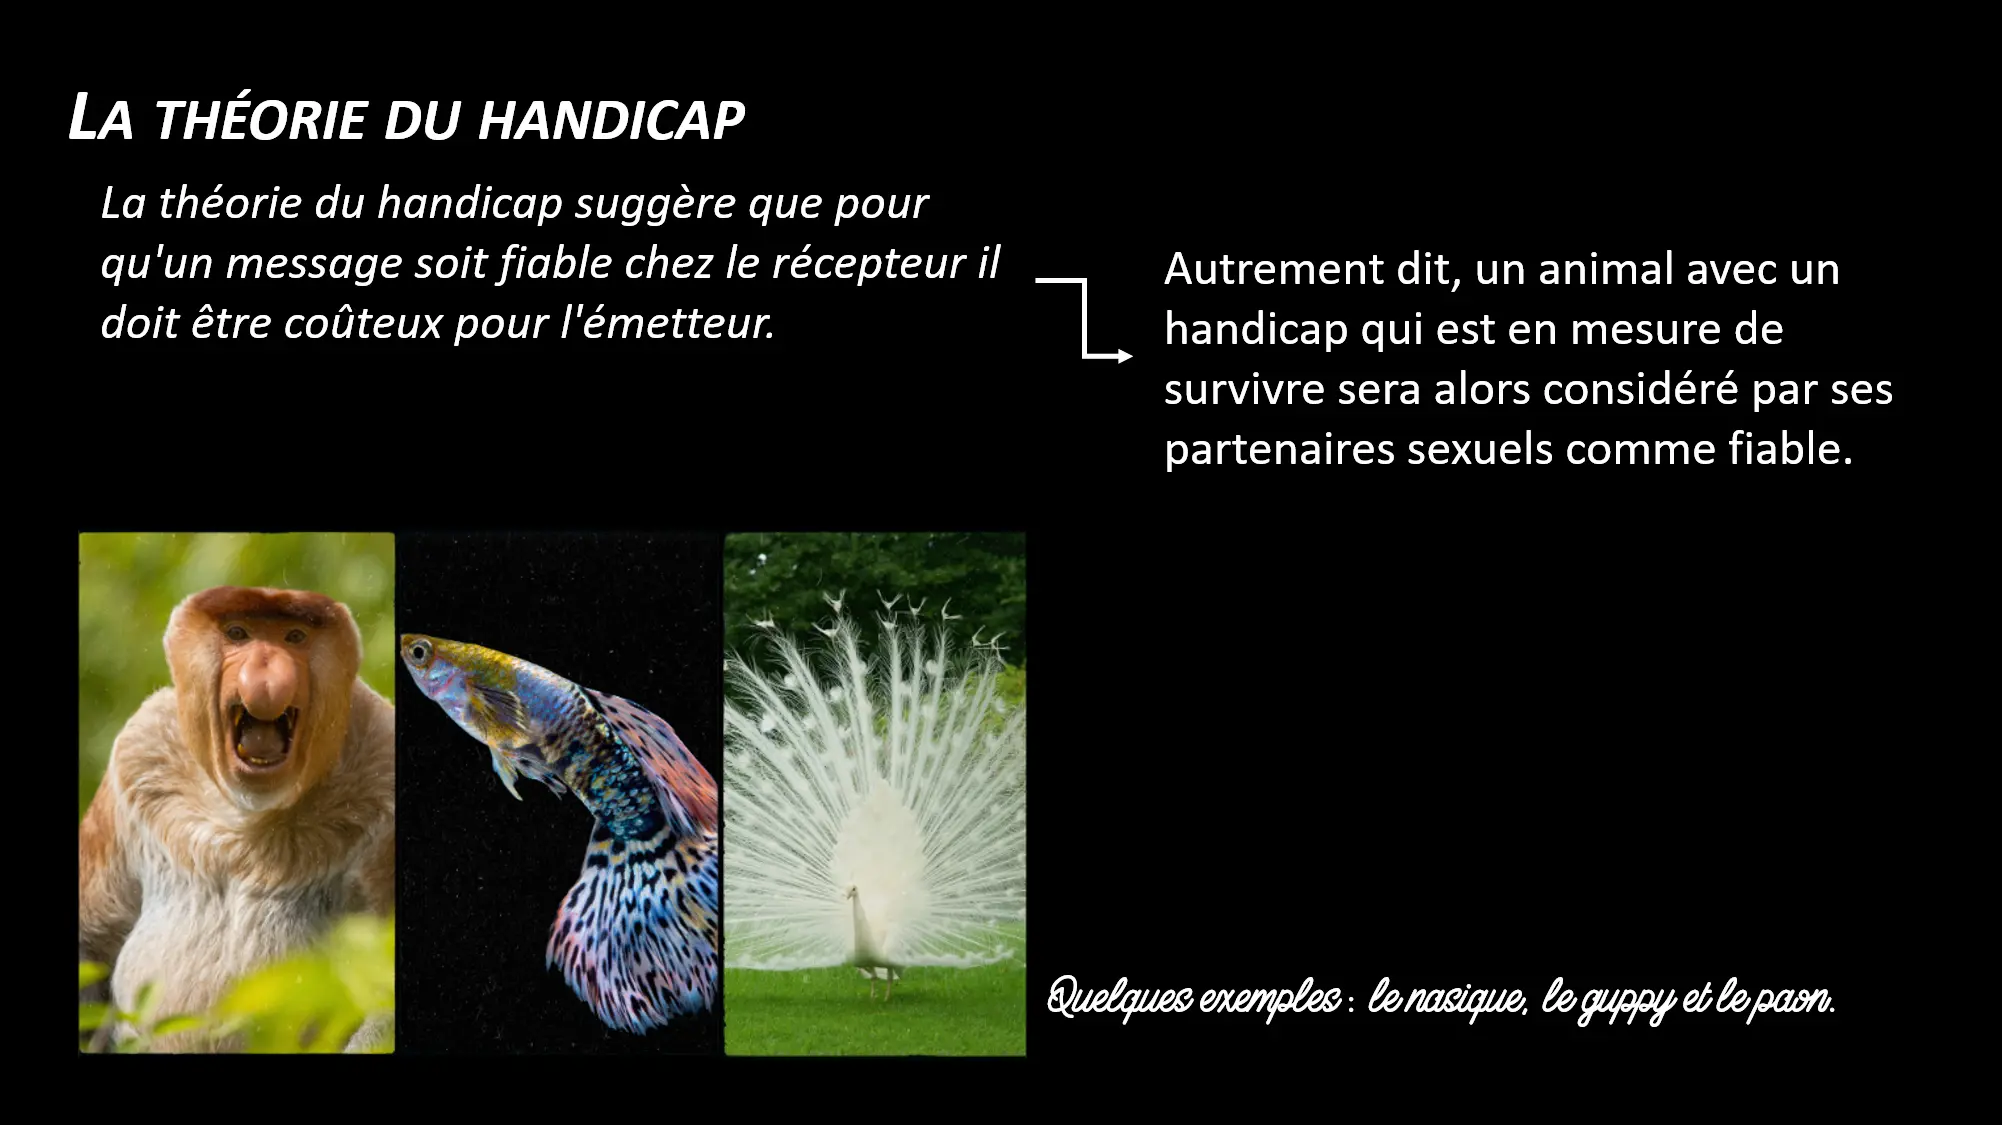 LA THÉORIE DU HANDICAP
La théorie du handicap suggère que pour
qu'un message soit fiable chez le récepteur il
doit être coûteux pour l'émetteur.
Autrement dit, un animal avec un
handicap qui est en mesure de
survivre sera alors considéré par ses
partenaires sexuels comme fiable.
Quelques exemples : le nasique, le guppy et le paon.